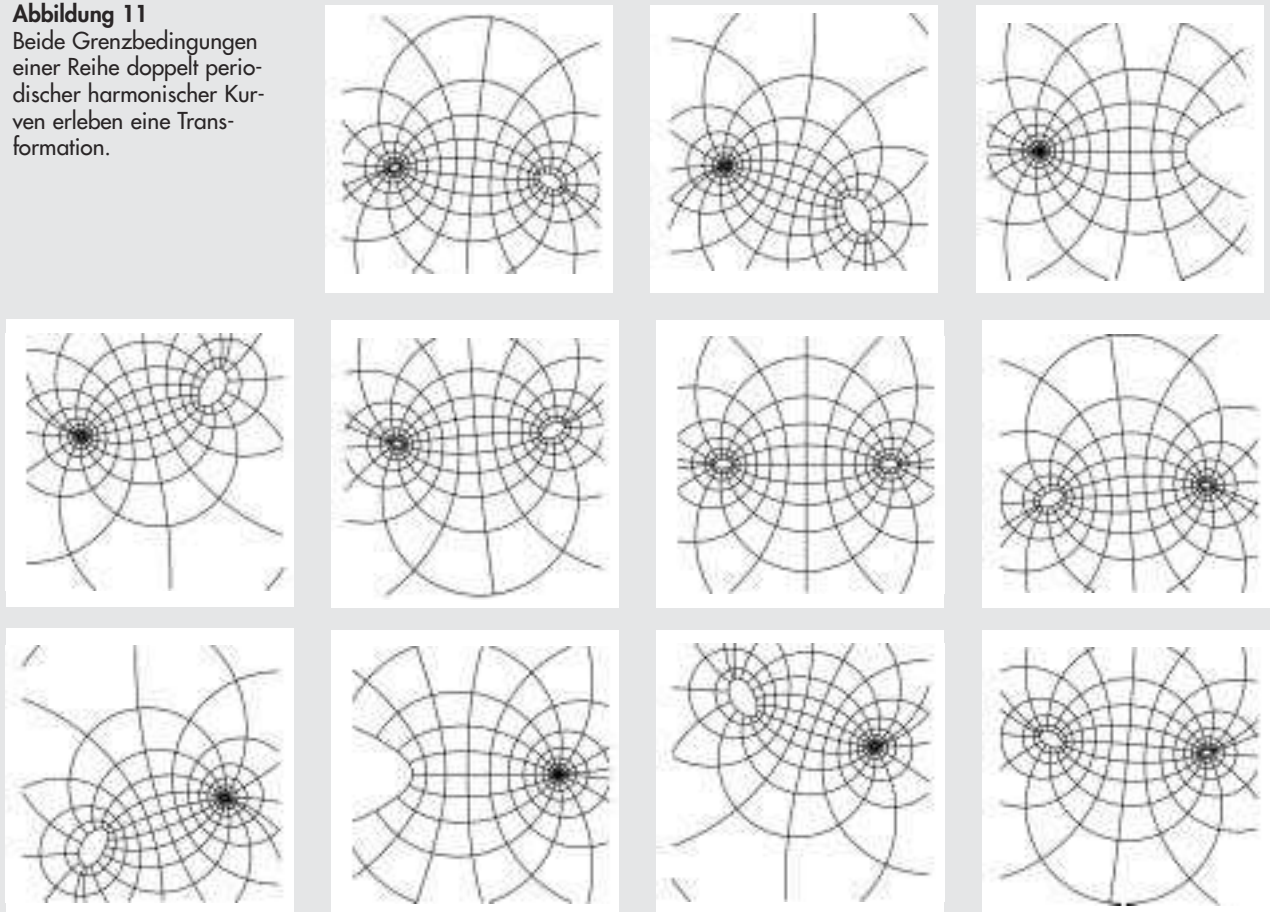 Abbildung 11
Beide Grenzbedingungen
einer Reihe doppelt perio-
discher harmonischer Kur-
ven erleben eine Trans-
formation.